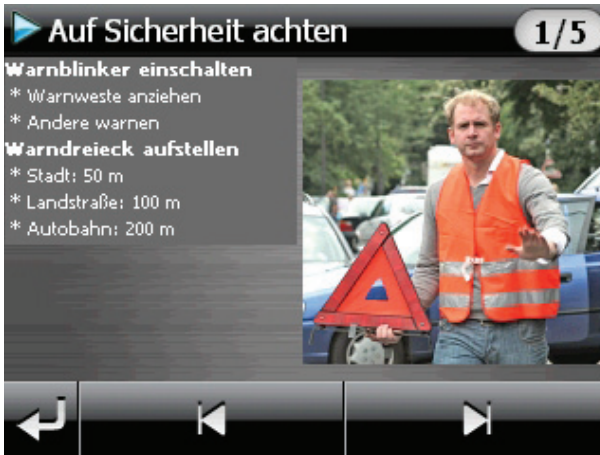 Auf Sicherheit achten
1/5
Warnblinker einschalten
* Warnweste anziehen
* Andere warnen
Warndreieck aufstellen
* Stadt: 50 m
* Landstraße: 100 m
* Autobahn: 200 m